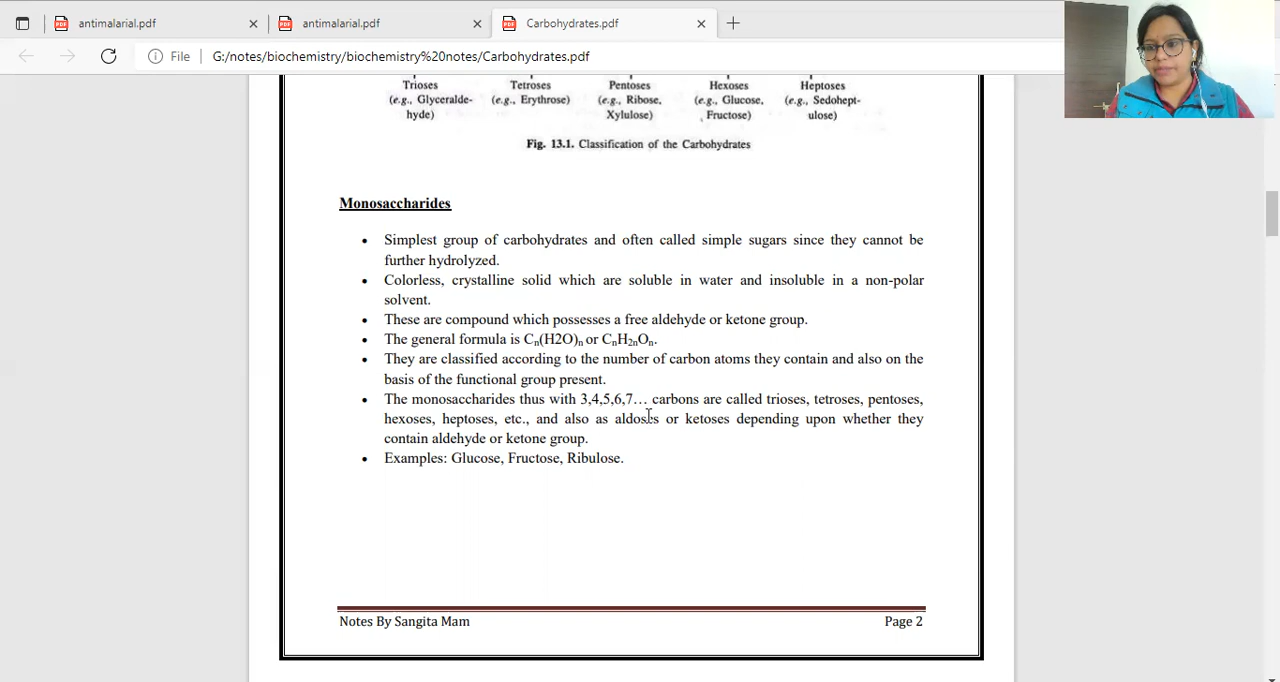 antimalarial.pdf
antimalarial.pdf
Carbohydrates.pdf
File G:/notes/biochemistry/biochemistry%20notes/Carbohydrates.pdf
Trioses Tetroses Pentoses Hexoses Heptoses
(e.g., Glyceralde- (e.g., Erythrose) (e.g., Ribose, (e.g., Glucose, (e.g., Sedohept-
hyde) Xylulose) Fructose) ulose)
Fig. 13.1. Classification of the Carbohydrates
Monosaccharides
• Simplest group of carbohydrates and often called simple sugars since they cannot be
further hydrolyzed.
• Colorless, crystalline solid which are soluble in water and insoluble in a non-polar
solvent.
• These are compound which possesses a free aldehyde or ketone group.
• The general formula is Cn(H2O)n or CnH2nOn.
• They are classified according to the number of carbon atoms they contain and also on the
basis of the functional group present.
• The monosaccharides thus with 3,4,5,6,7… carbons are called trioses, tetroses, pentoses,
hexoses, heptoses, etc., and also as aldoses or ketoses depending upon whether they
contain aldehyde or ketone group.
• Examples: Glucose, Fructose, Ribulose.
Notes By Sangita Mam Page 2